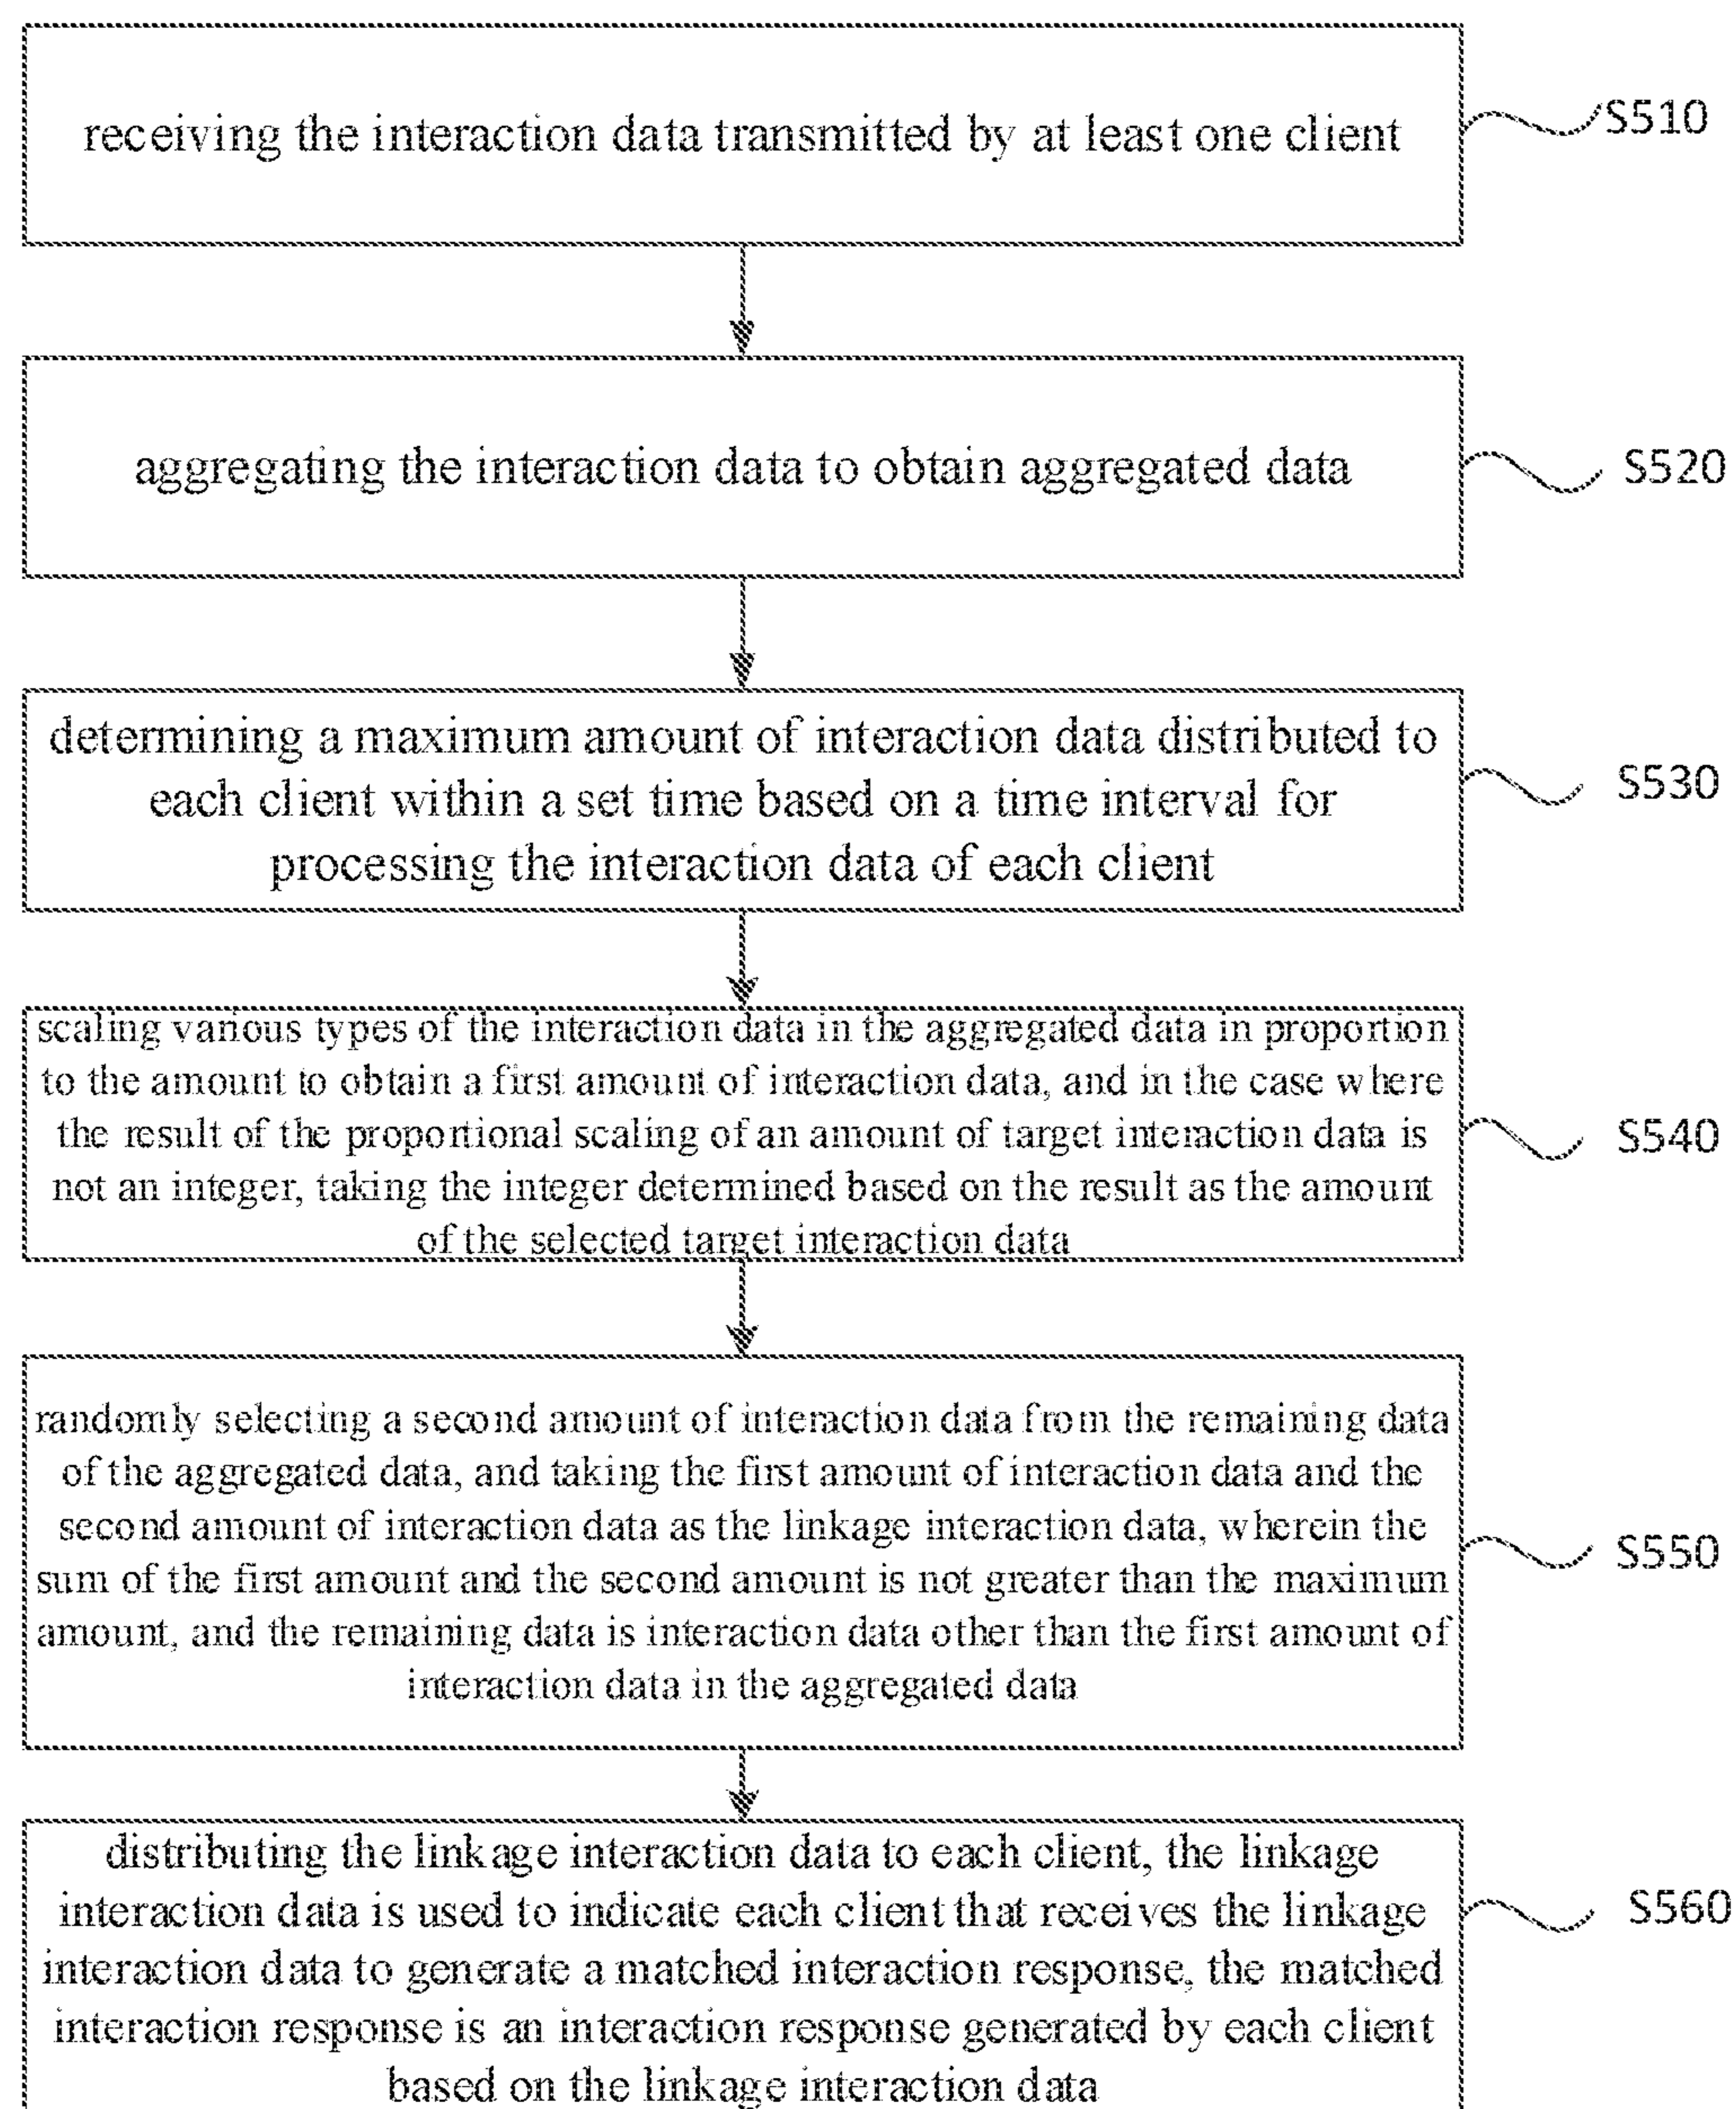 receiving the interaction data transmitted by at least one client
S510
aggregating the interaction data to obtain aggregated data
S520
determining a maximum amount of interaction data distributed to
each client within a set time based on a time interval for
processing the interaction data of each client
S530
scaling various types of the interaction data in the aggregated data in proportion
to the amount to obtain a first amount of interaction data, and in the case where
the result of the proportional scaling of an amount of target interaction data is
not an integer, taking the integer determined based on the result as the amount
of the selected target interaction data
S540
randomly selecting a second amount of interaction data from the remaining data
of the aggregated data, and taking the first amount of interaction data and the
second amount of interaction data as the linkage interaction data, wherein the
sum of the first amount and the second amount is not greater than the maximum
amount, and the remaining data is interaction data other than the first amount of
interaction data in the aggregated data
S550
distributing the linkage interaction data to each client, the linkage
interaction data is used to indicate each client that receives the linkage
interaction data to generate a matched interaction response, the matched
interaction response is an interaction response generated by each client
based on the linkage interaction data
S560